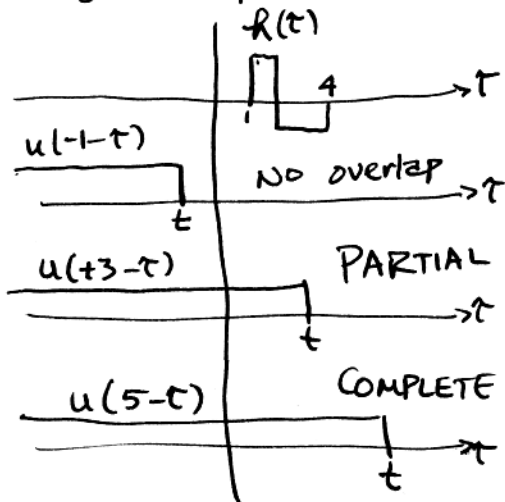 h(τ)
4
τ
1
u(-1-τ)
No overlap
τ
t
u(+3-τ)
PARTIAL
τ
t
COMPLETE
u(5-τ)
τ
t